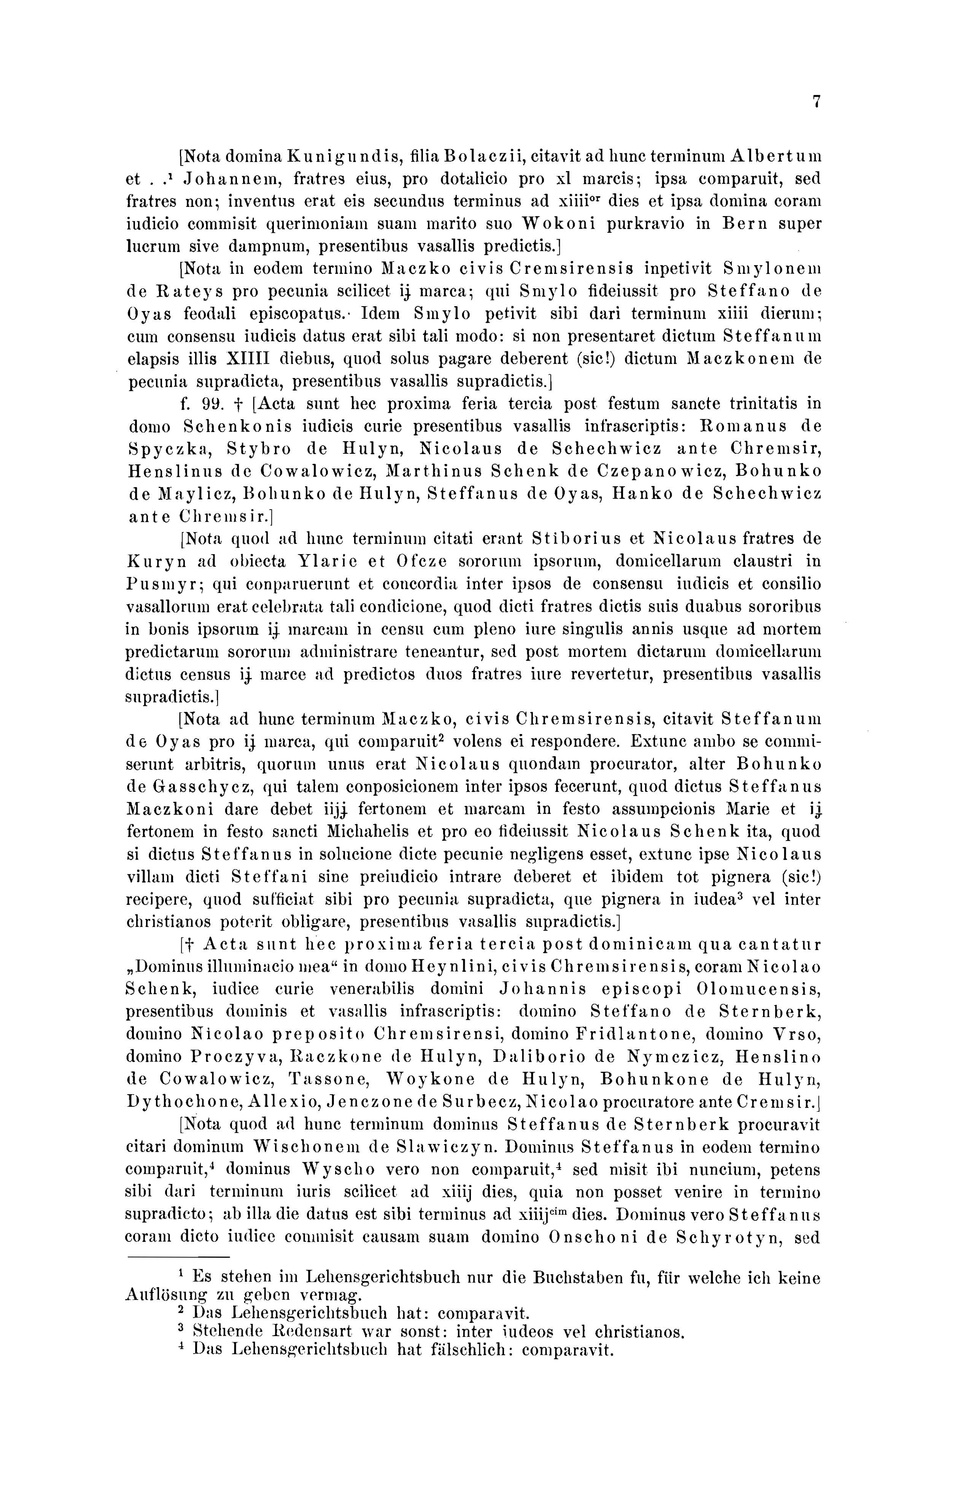 7
[Nota domina Kunigundis, filia Bolaczii, citavit ad hunc terminum Albertum
et . .¹ Johannem, fratres eius, pro dotalicio pro xl marcis; ipsa comparuit, sed
fratres non; inventus erat eis secundus terminus ad xiiiiᵒʳ dies et ipsa domina coram
iudicio commisit querimoniam suam marito suo Wokoni purkravio in Bern super
lucrum sive dampnum, presentibus vasallis predictis.]
[Nota in eodem termino Maczko civis Cremsirensis inpetivit Smylonem
de Rateys pro pecunia scilicet ij marca; qui Smylo fideiussit pro Steffano de
Oyas feodali episcopatus. Idem Smylo petivit sibi dari terminum xiiii dierum;
cum consensu iudicis datus erat sibi tali modo: si non presentaret dictum Steffanum
elapsis illis XIIII diebus, quod solus pagare deberent (sic!) dictum Maczkonem de
pecunia supradicta, presentibus vasallis supradictis.]
f. 99. † [Acta sunt hec proxima feria tercia post festum sancte trinitatis in
domo Schenkonis iudicis curie presentibus vasallis infrascriptis: Romanus de
Spyczka, Stybro de Hulyn, Nicolaus de Schechwicz ante Chremsir,
Henslinus de Cowalowicz, Marthinus Schenk de Czepanowicz, Bohunko
de Maylicz, Bohunko de Hulyn, Steffanus de Oyas, Hanko de Schechwicz
ante Chremsir.]
[Nota quod ad hunc terminum citati erant Stiborius et Nicolaus fratres de
Kuryn ad obiecta Ylarie et Ofcze sororum ipsorum, domicellarum claustri in
Pusmyr; qui conparuerunt et concordia inter ipsos de consensu iudicis et consilio
vasallorum erat celebrata tali condicione, quod dicti fratres dictis suis duabus sororibus
in bonis ipsorum ij marcam in censu cum pleno iure singulis annis usque ad mortem
predictarum sororum administrare teneantur, sed post mortem dictarum domicellarum
dictus census ij marce ad predictos duos fratres iure revertetur, presentibus vasallis
supradictis.]
[Nota ad hunc terminum Maczko, civis Chremsirensis, citavit Steffanum
de Oyas pro ij marca, qui comparuit² volens ei respondere. Extunc ambo se commi-
serunt arbitris, quorum unus erat Nicolaus quondam procurator, alter Bohunko
de Gasschycz, qui talem conposicionem inter ipsos fecerunt, quod dictus Steffanus
Maczkoni dare debet iijj fertonem et marcam in festo assumpcionis Marie et ij
fertonem in festo sancti Michahelis et pro eo fideiussit Nicolaus Schenk ita, quod
si dictus Steffanus in solucione dicte pecunie negligens esset, extunc ipse Nicolaus
villam dicti Steffani sine preiudicio intrare deberet et ibidem tot pignera (sic!)
recipere, quod sufficiat sibi pro pecunia supradicta, que pignera in iudea³ vel inter
christianos poterit obligare, presentibus vasallis supradictis.]
[† Acta sunt hec proxima feria tercia post dominicam qua cantatur
„Dominus illuminacio mea“ in domo Heynlini, civis Chremsirensis, coram Nicolao
Schenk, iudice curie venerabilis domini Johannis episcopi Olomucensis,
presentibus dominis et vasallis infrascriptis: domino Steffano de Sternberk,
domino Nicolao preposito Chremsirensi, domino Fridlantone, domino Vrso,
domino Proczyva, Raczkone de Hulyn, Daliborio de Nymczicz, Henslino
de Cowalowicz, Tassone, Woykone de Hulyn, Bohunkone de Hulyn,
Dythochone, Allexio, Jenczone de Surbecz, Nicolao procuratore ante Cremsir.]
[Nota quod ad hunc terminum dominus Steffanus de Sternberk procuravit
citari dominum Wischonem de Slawiczyn. Dominus Steffanus in eodem termino
comparuit,⁴ dominus Wyscho vero non comparuit,⁴ sed misit ibi nuncium, petens
sibi dari terminum iuris scilicet ad xiiij dies, quia non posset venire in termino
supradicto; ab illa die datus est sibi terminus ad xiiijᶜⁱᵐ dies. Dominus vero Steffanus
coram dicto iudice commisit causam suam domino Onschoni de Schyrotyn, sed
¹ Es stehen im Lehensgerichtsbuch nur die Buchstaben fu, für welche ich keine
Auflösung zu geben vermag.
² Das Lehensgerichtsbuch hat: comparavit.
³ Stehende Redensart war sonst: inter iudeos vel christianos.
⁴ Das Lehensgerichtsbuch hat fälschlich: comparavit.